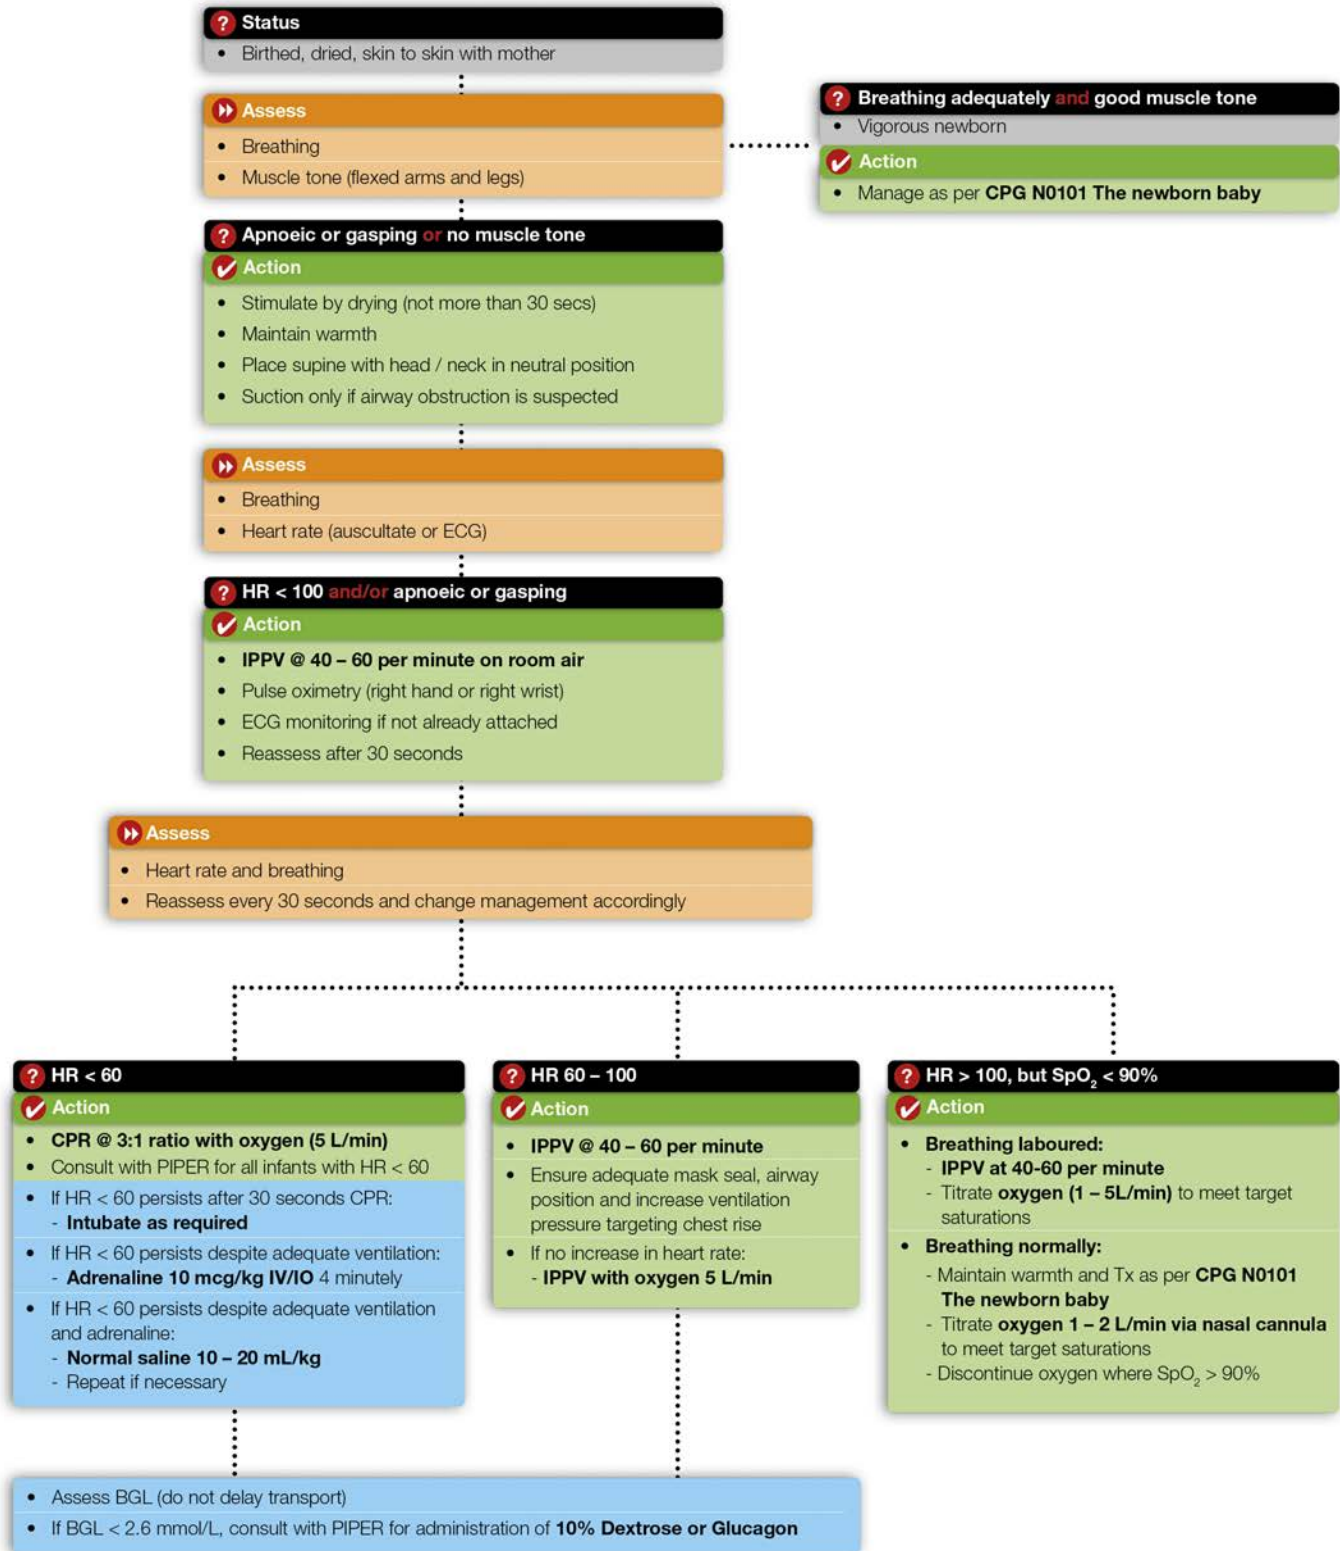 Status
• Birthed, dried, skin to skin with mother
Assess
• Breathing
• Muscle tone (flexed arms and legs)
Breathing adequately and good muscle tone
• Vigorous newborn
Action
• Manage as per CPG N0101 The newborn baby
Apnoeic or gasping or no muscle tone
Action
• Stimulate by drying (not more than 30 secs)
• Maintain warmth
• Place supine with head / neck in neutral position
• Suction only if airway obstruction is suspected
Assess
• Breathing
• Heart rate (auscultate or ECG)
HR < 100 and/or apnoeic or gasping
Action
• IPPV @ 40 – 60 per minute on room air
• Pulse oximetry (right hand or right wrist)
• ECG monitoring if not already attached
• Reassess after 30 seconds
Assess
• Heart rate and breathing
• Reassess every 30 seconds and change management accordingly
HR < 60
Action
• CPR @ 3:1 ratio with oxygen (5 L/min)
• Consult with PIPER for all infants with HR < 60
• If HR < 60 persists after 30 seconds CPR:
- Intubate as required
• If HR < 60 persists despite adequate ventilation:
- Adrenaline 10 mcg/kg IV/IO 4 minutely
• If HR < 60 persists despite adequate ventilation
and adrenaline:
- Normal saline 10 – 20 mL/kg
- Repeat if necessary
HR 60 – 100
Action
• IPPV @ 40 – 60 per minute
• Ensure adequate mask seal, airway
position and increase ventilation
pressure targeting chest rise
• If no increase in heart rate:
- IPPV with oxygen 5 L/min
HR > 100, but SpO₂ < 90%
Action
• Breathing laboured:
- IPPV at 40-60 per minute
- Titrate oxygen (1 – 5L/min) to meet target
saturations
• Breathing normally:
- Maintain warmth and Tx as per CPG N0101
The newborn baby
- Titrate oxygen 1 – 2 L/min via nasal cannula
to meet target saturations
- Discontinue oxygen where SpO₂ > 90%
• Assess BGL (do not delay transport)
• If BGL < 2.6 mmol/L, consult with PIPER for administration of 10% Dextrose or Glucagon